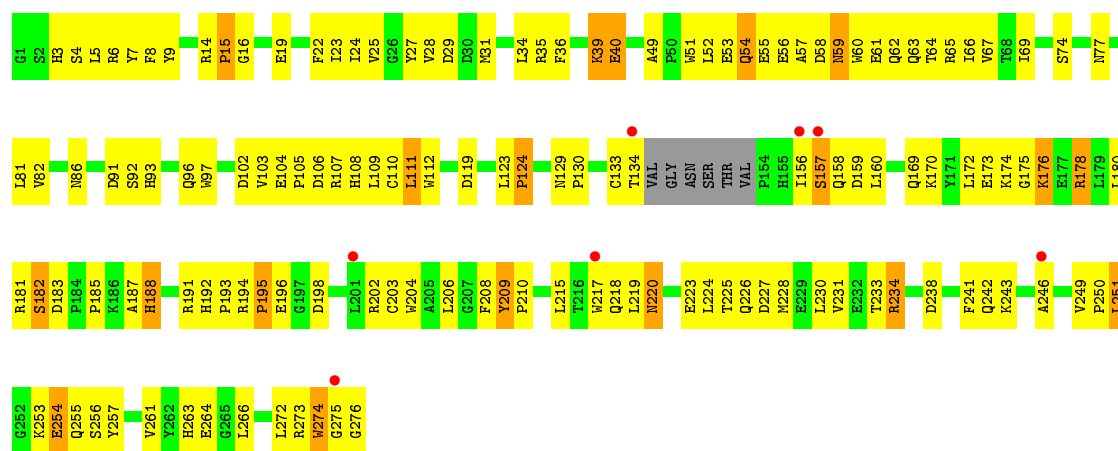 G1 S2 H3 S4 L5 R6 Y7 F8 Y9 R14 P15 G16 E19 F22 I23 I24 V25 G26 Y27 V28 D29 D30 M31 L34 R35 F36 K39 E40 A49 P50 W51 L52 E53 Q54 E55 E56 A57 D58 N59 W60 E61 Q62 Q63 T64 R65 I66 V67 T68 I69 S74 N77
L81 V82 N86 D91 S92 H93 Q96 W97 D102 V103 E104 P105 D106 R107 H108 L109 C110 L111 W112 D119 L123 P124 N129 P130 C133 T134 VAL GLY ASN SER THR VAL P154 H155 I156 S157 Q158 D159 L160 Q169 K170 Y171 L172 E173 K174 G175 K176 E177 R178 L179 L180
R181 S182 D183 P184 P185 K186 A187 H188 R191 H192 P193 R194 P195 E196 G197 D198 L201 R202 C203 W204 A205 L206 G207 F208 Y209 P210 L215 T216 W217 Q218 L219 N220 E223 L224 T225 Q226 D227 M228 E229 L230 V231 E232 T233 R234 D238 F241 Q242 K243 A246 V249 P250 L251
G252 K253 E254 Q255 S256 Y257 V261 Y262 H263 E264 G265 L266 L272 R273 W274 G275 G276